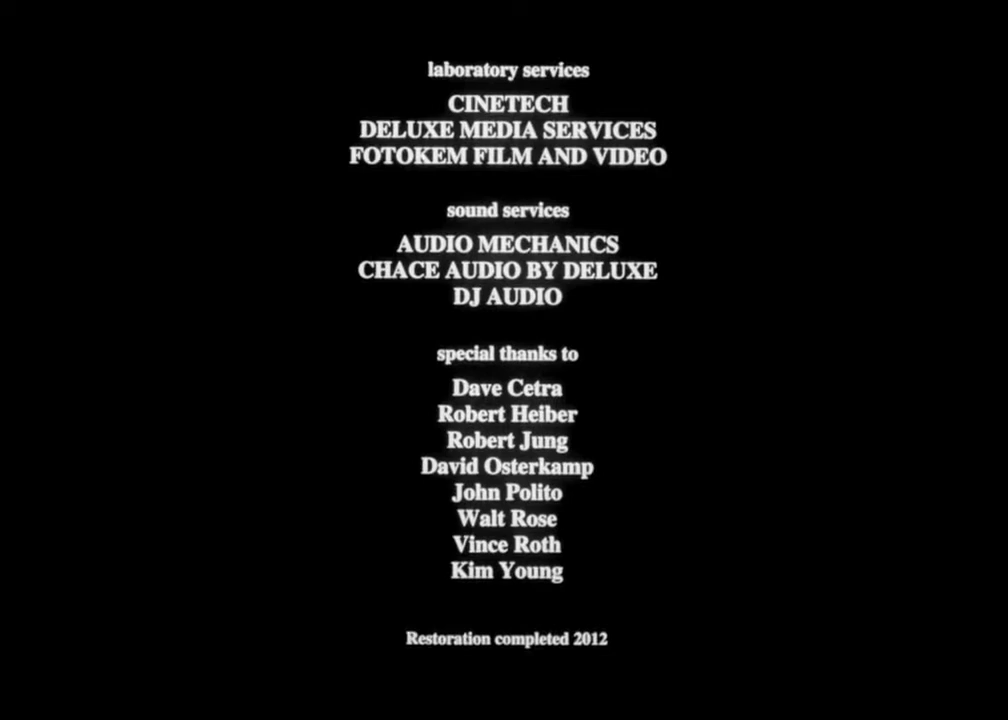 laboratory services
CINETECH
DELUXE MEDIA SERVICES
FOTOKEM FILM AND VIDEO
sound services
AUDIO MECHANICS
CHACE AUDIO BY DELUXE
DJ AUDIO
special thanks to
Dave Cetra
Robert Heiber
Robert Jung
David Osterkamp
John Polito
Walt Rose
Vince Roth
Kim Young
Restoration completed 2012